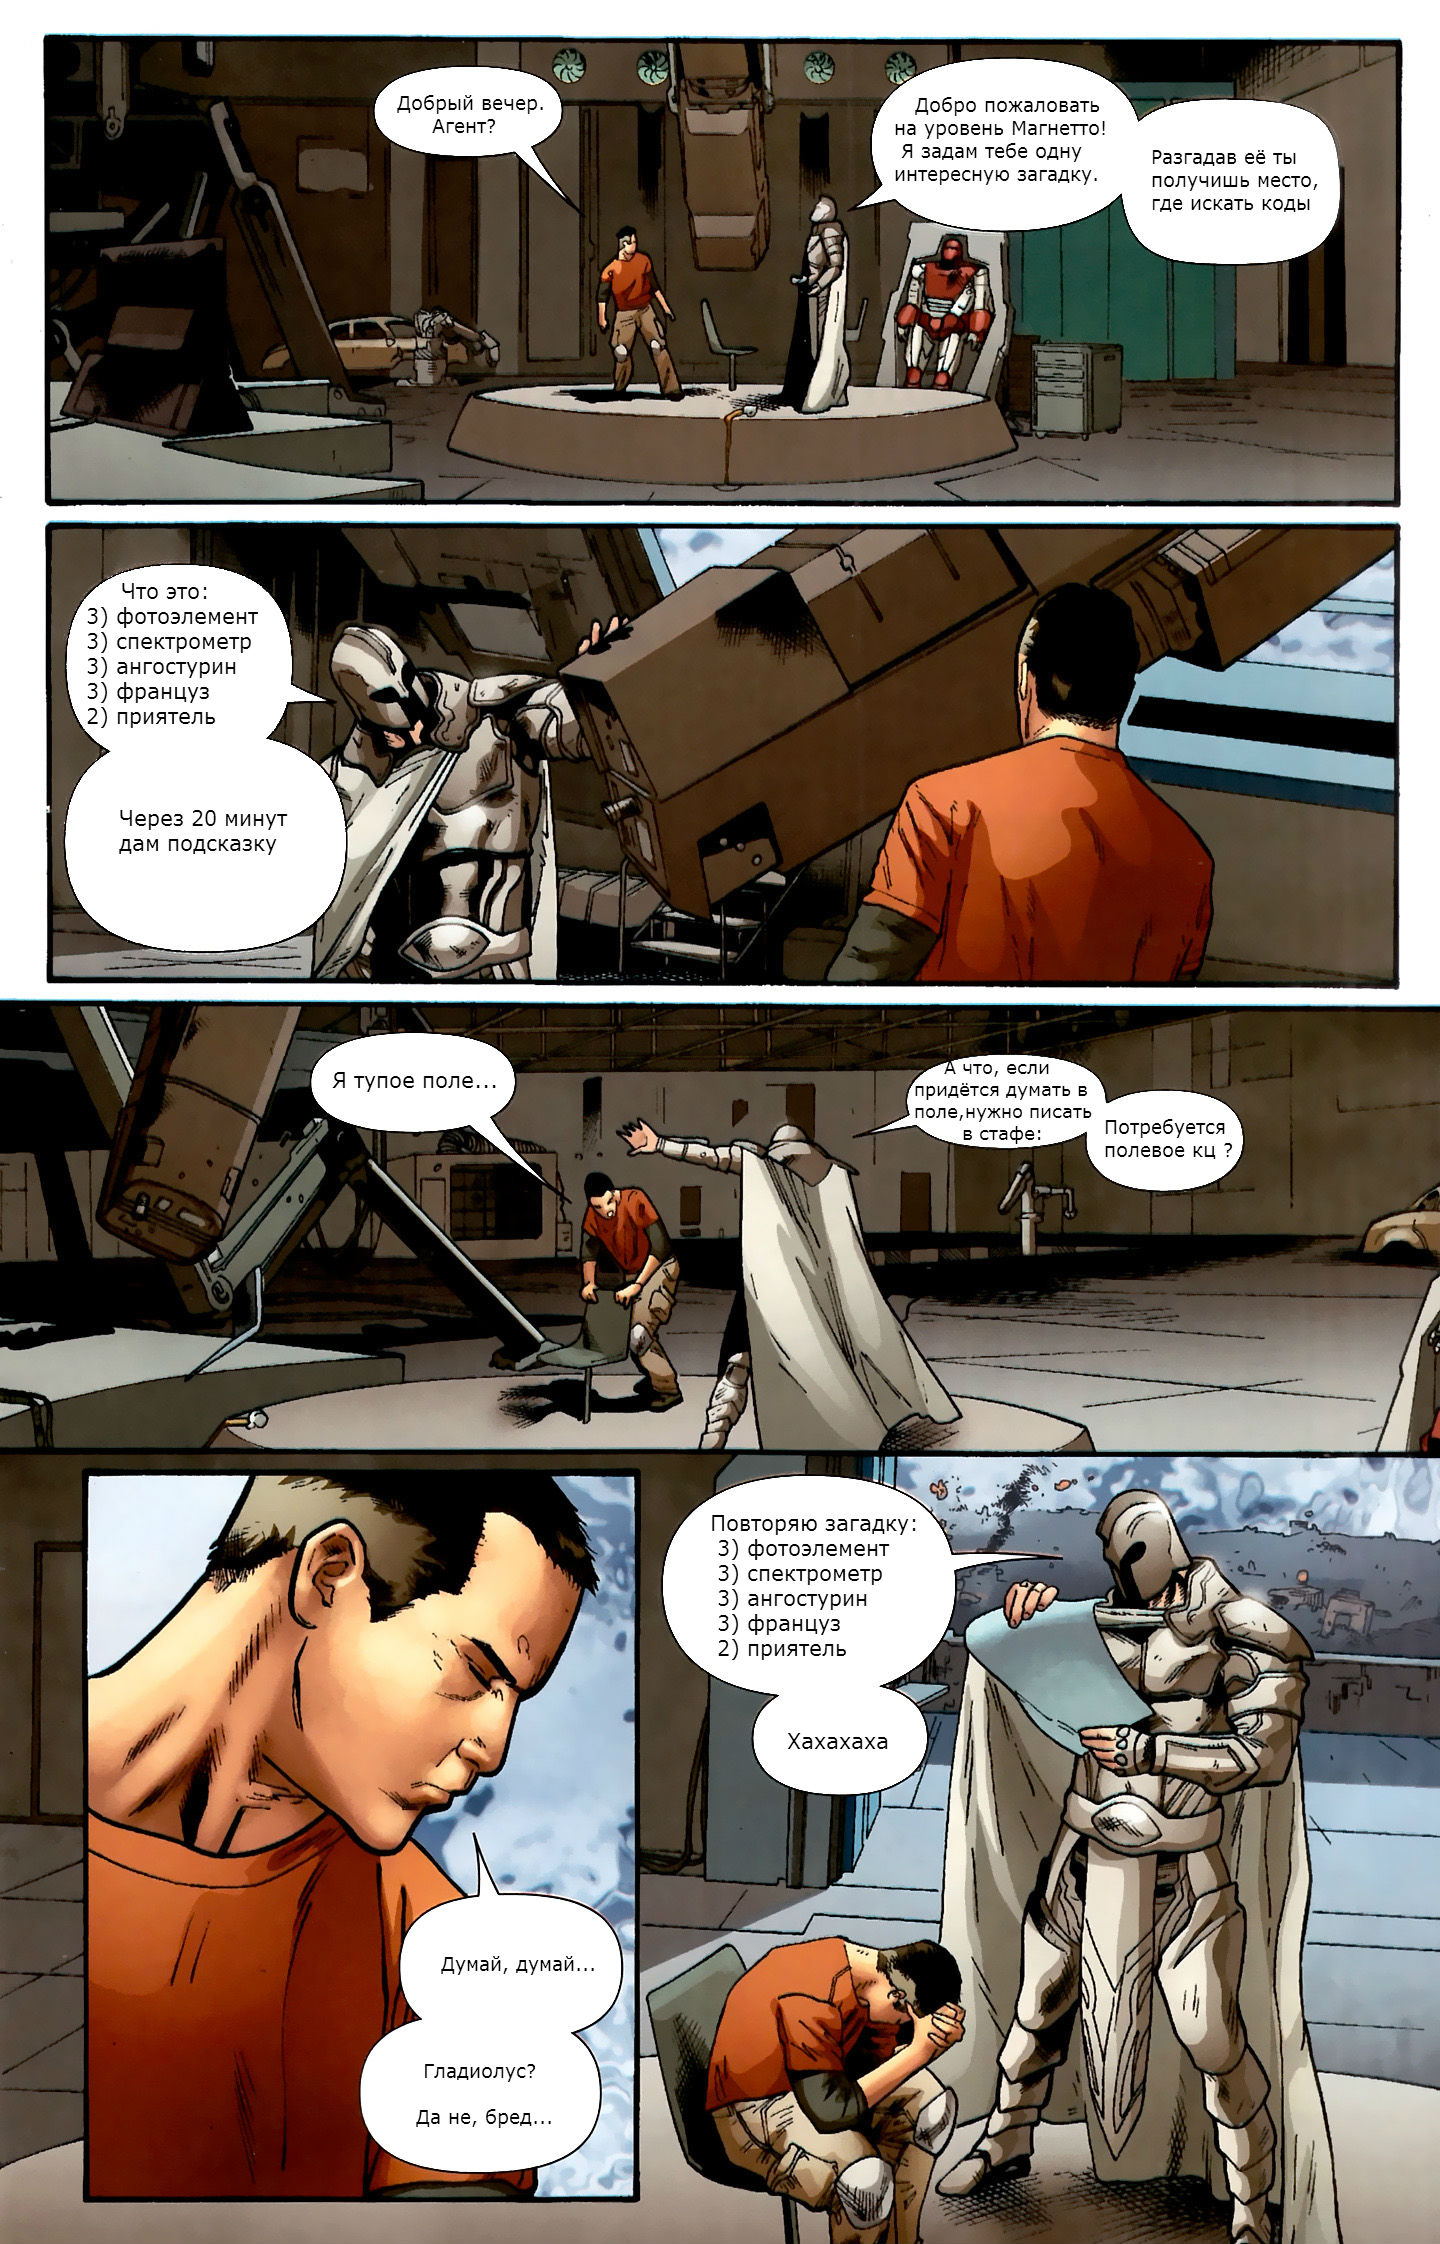 Добрый вечер.
Агент?
Добро пожаловать
на уровень Магнетто!
Я задам тебе одну
интересную загадку.
Разгадав её ты
получишь место,
где искать коды
Что это:
3) фотоэлемент
3) спектрометр
3) ангостурин
3) француз
2) приятель
Через 20 минут
дам подсказку
Я тупое поле...
А что, если
придётся думать в
поле,нужно писать
в стафе:
Потребуется
полевое кц ?
Думай, думай...
Гладиолус?
Да не, бред...
Повторяю загадку:
3) фотоэлемент
3) спектрометр
3) ангостурин
3) француз
2) приятель
Хахахаха